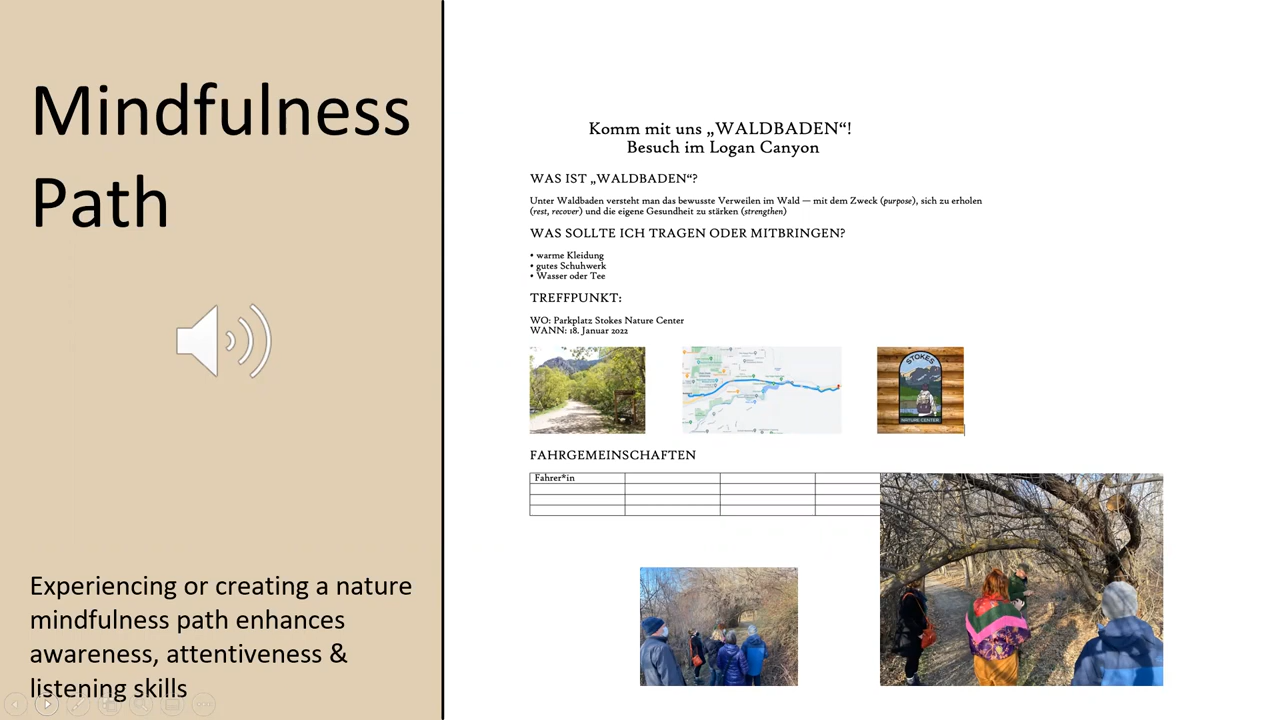 Mindfulness
Path
Experiencing or creating a nature
mindfulness path enhances
awareness, attentiveness &
listening skills
Komm mit uns „WALDBADEN“!
Besuch im Logan Canyon
WAS IST „WALDBADEN“?
Unter Waldbaden versteht man das bewusste Verweilen im Wald — mit dem Zweck (purpose), sich zu erholen
(rest, recover) und die eigene Gesundheit zu stärken (strengthen)
WAS SOLLTE ICH TRAGEN ODER MITBRINGEN?
• warme Kleidung
• gutes Schuhwerk
• Wasser oder Tee
TREFFPUNKT:
WO: Parkplatz Stokes Nature Center
WANN: 18. Januar 2022
STOKES
NATURE CENTER
FAHRGEMEINSCHAFTEN
Fahrer*in